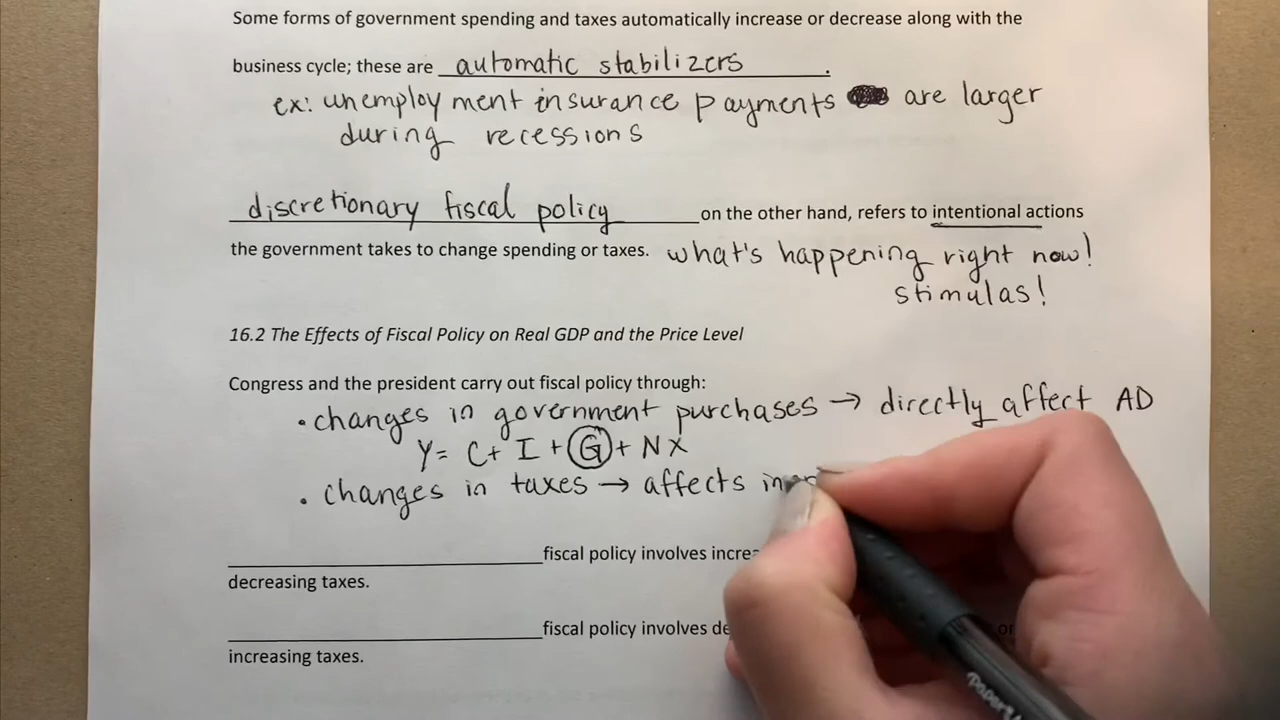 Some forms of government spending and taxes automatically increase or decrease along with the
business cycle; these are automatic stabilizers.
ex: unemployment insurance payments are larger
during recessions
discretionary fiscal policy on the other hand, refers to intentional actions
the government takes to change spending or taxes. what's happening right now!
stimulas!
16.2 The Effects of Fiscal Policy on Real GDP and the Price Level
Congress and the president carry out fiscal policy through:
• changes in government purchases → directly affect AD
Y = C + I + G + NX
• changes in taxes → affects
fiscal policy involves
decreasing taxes.
fiscal policy involves
or
increasing taxes.